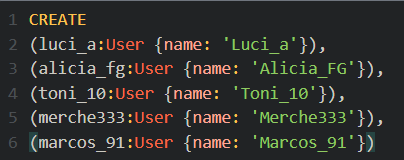 1 CREATE
2 (luci_a:User {name: 'Luci_a'}),
3 (alicia_fg:User {name: 'Alicia_FG'}),
4 (toni_10:User {name: 'Toni_10'}),
5 (merche333:User {name: 'Merche333'}),
6 (marcos_91:User {name: 'Marcos_91'})